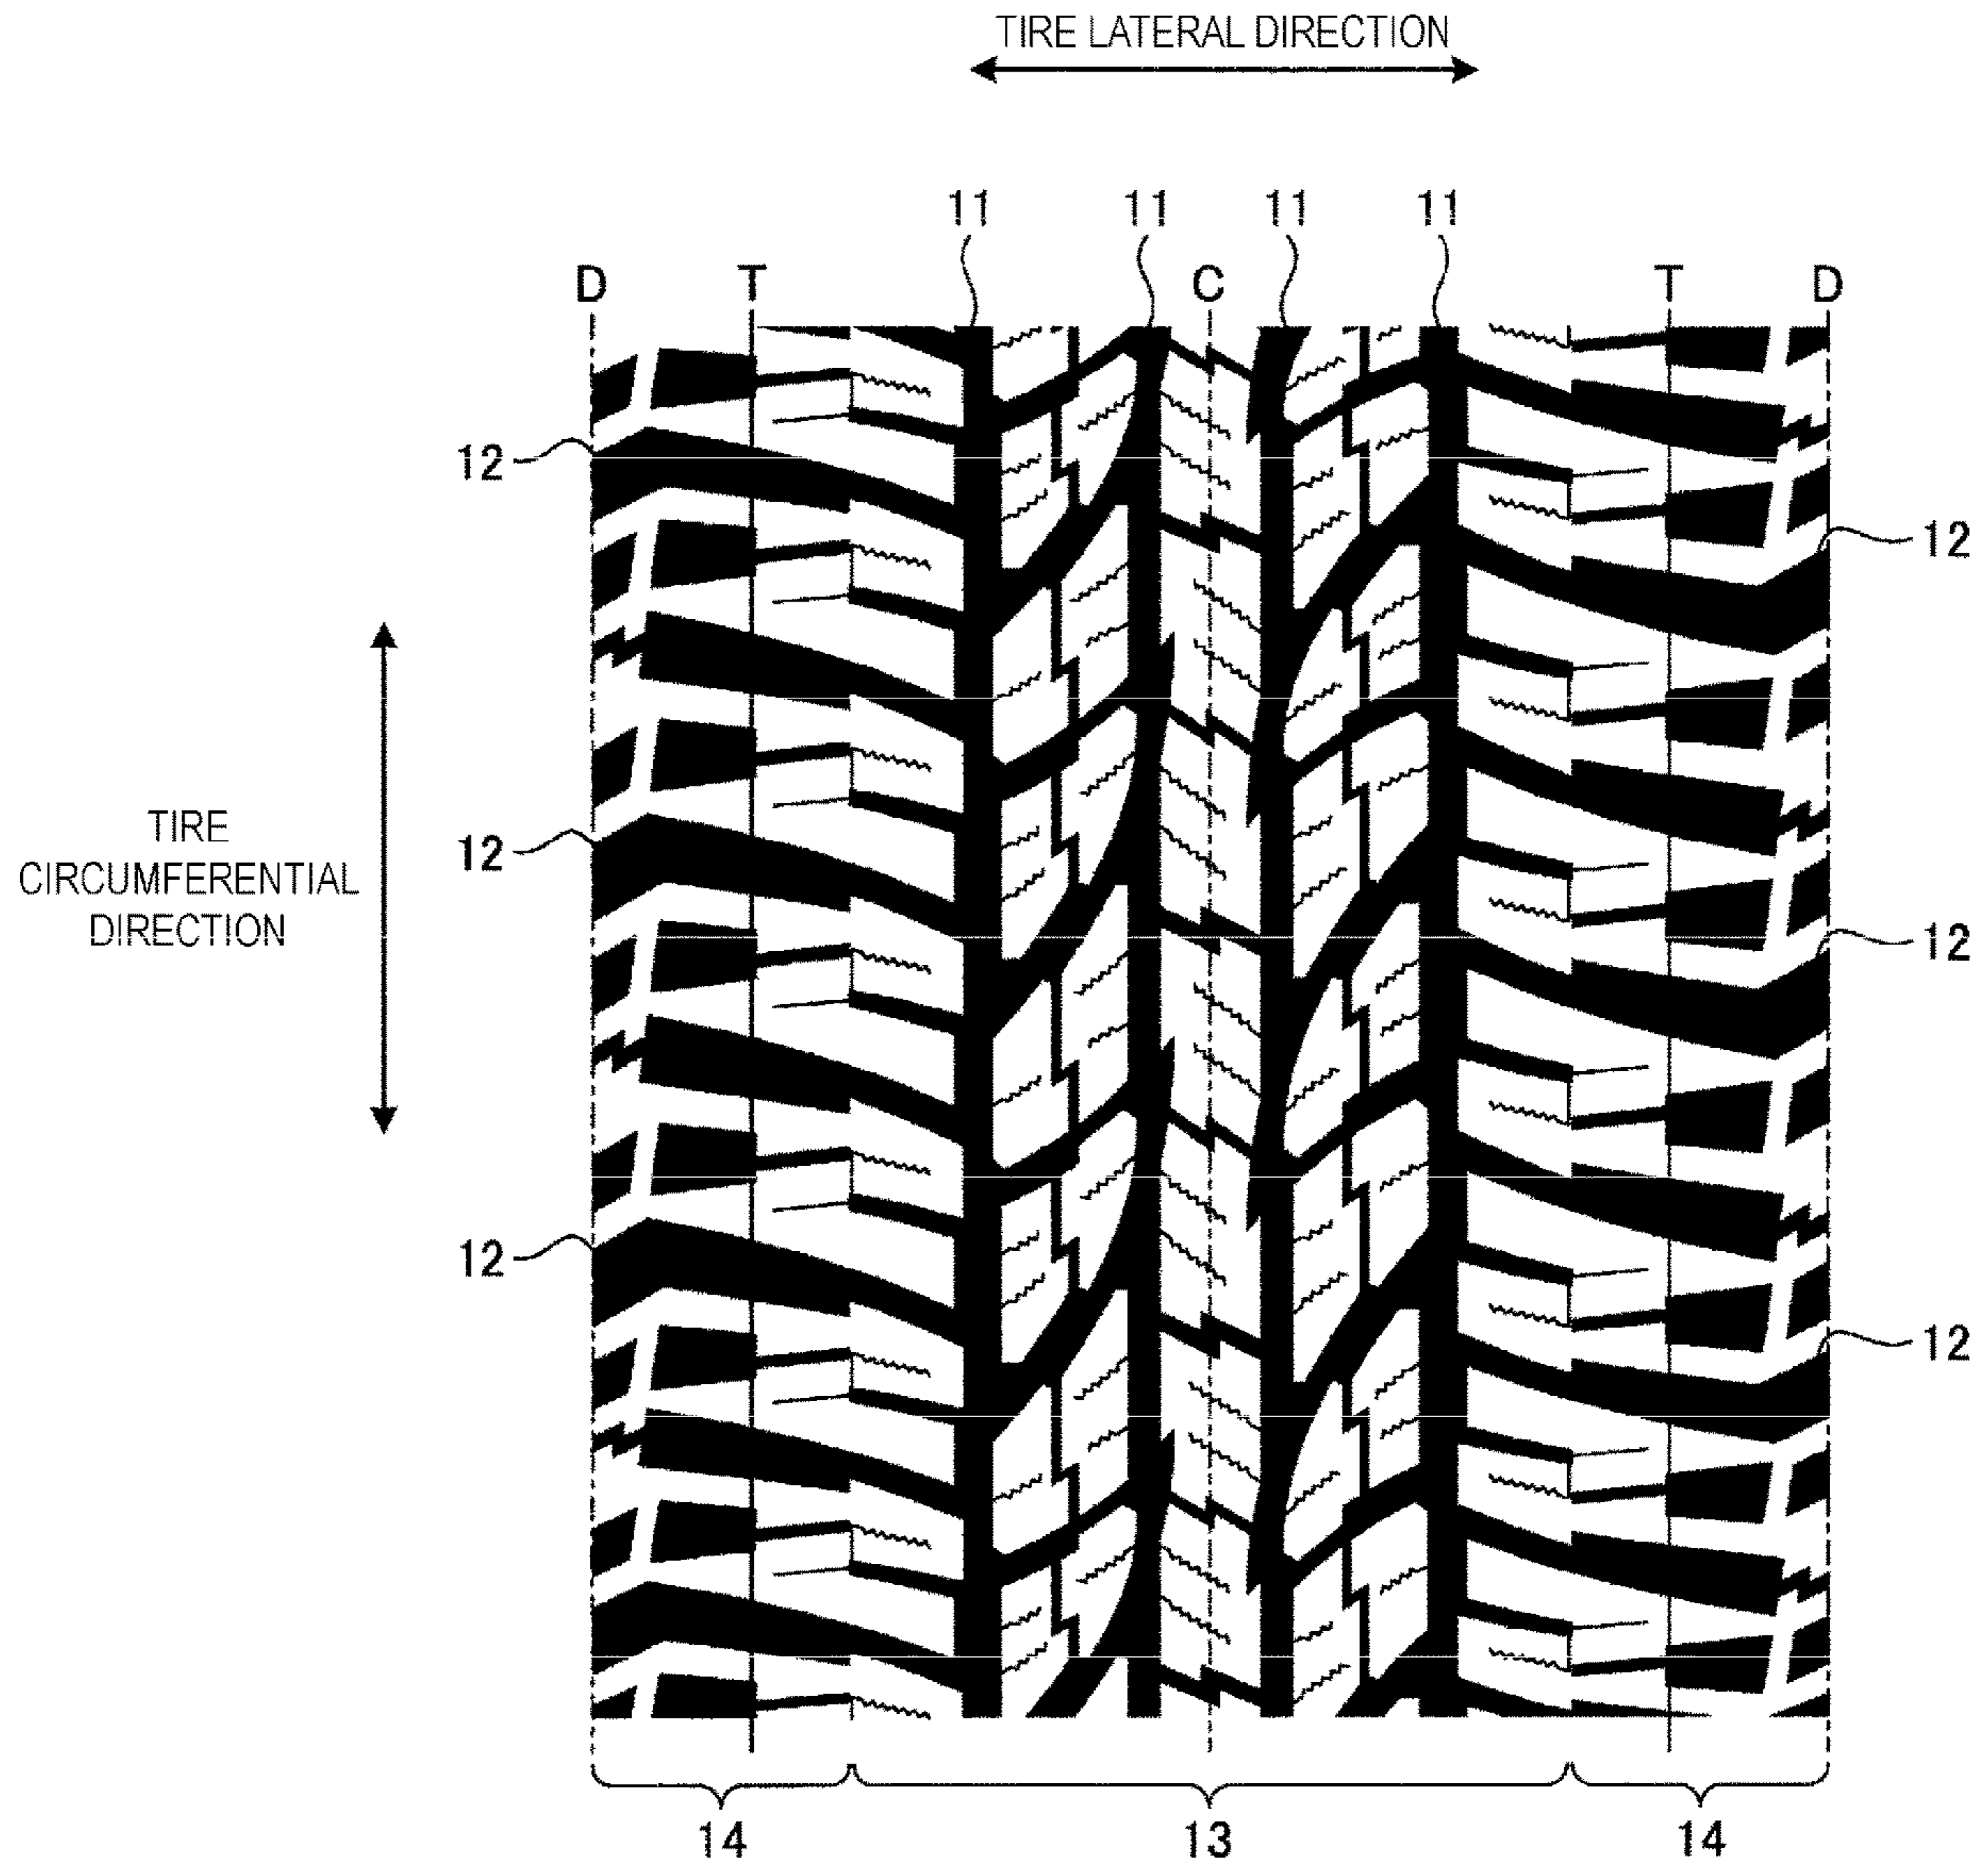 TIRE LATERAL DIRECTION
11 11 11 11
D T C T D
12
12
TIRE
CIRCUMFERENTIAL
DIRECTION
12
12
12
12
14 13 14